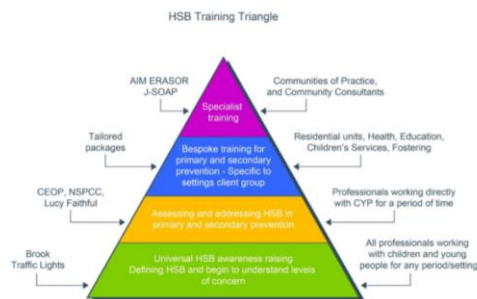 HSB Training Triangle
AIM ERASOR
J-SOAP
Specialist
training
Communities of Practice,
and Community Consultants
Tailored
packages
Bespoke training for
primary and secondary
prevention - Specific to
settings client group
Residential units, Health, Education,
Children's Services, Fostering
CEOP, NSPCC,
Lucy Faithful
Assessing and addressing HSB in
primary and secondary prevention
Professionals working directly
with CYP for a period of time
Brook
Traffic Lights
Universal HSB awareness raising
Defining HSB and begin to understand levels
of concern
All professionals working
with children and young
people for any period/setting